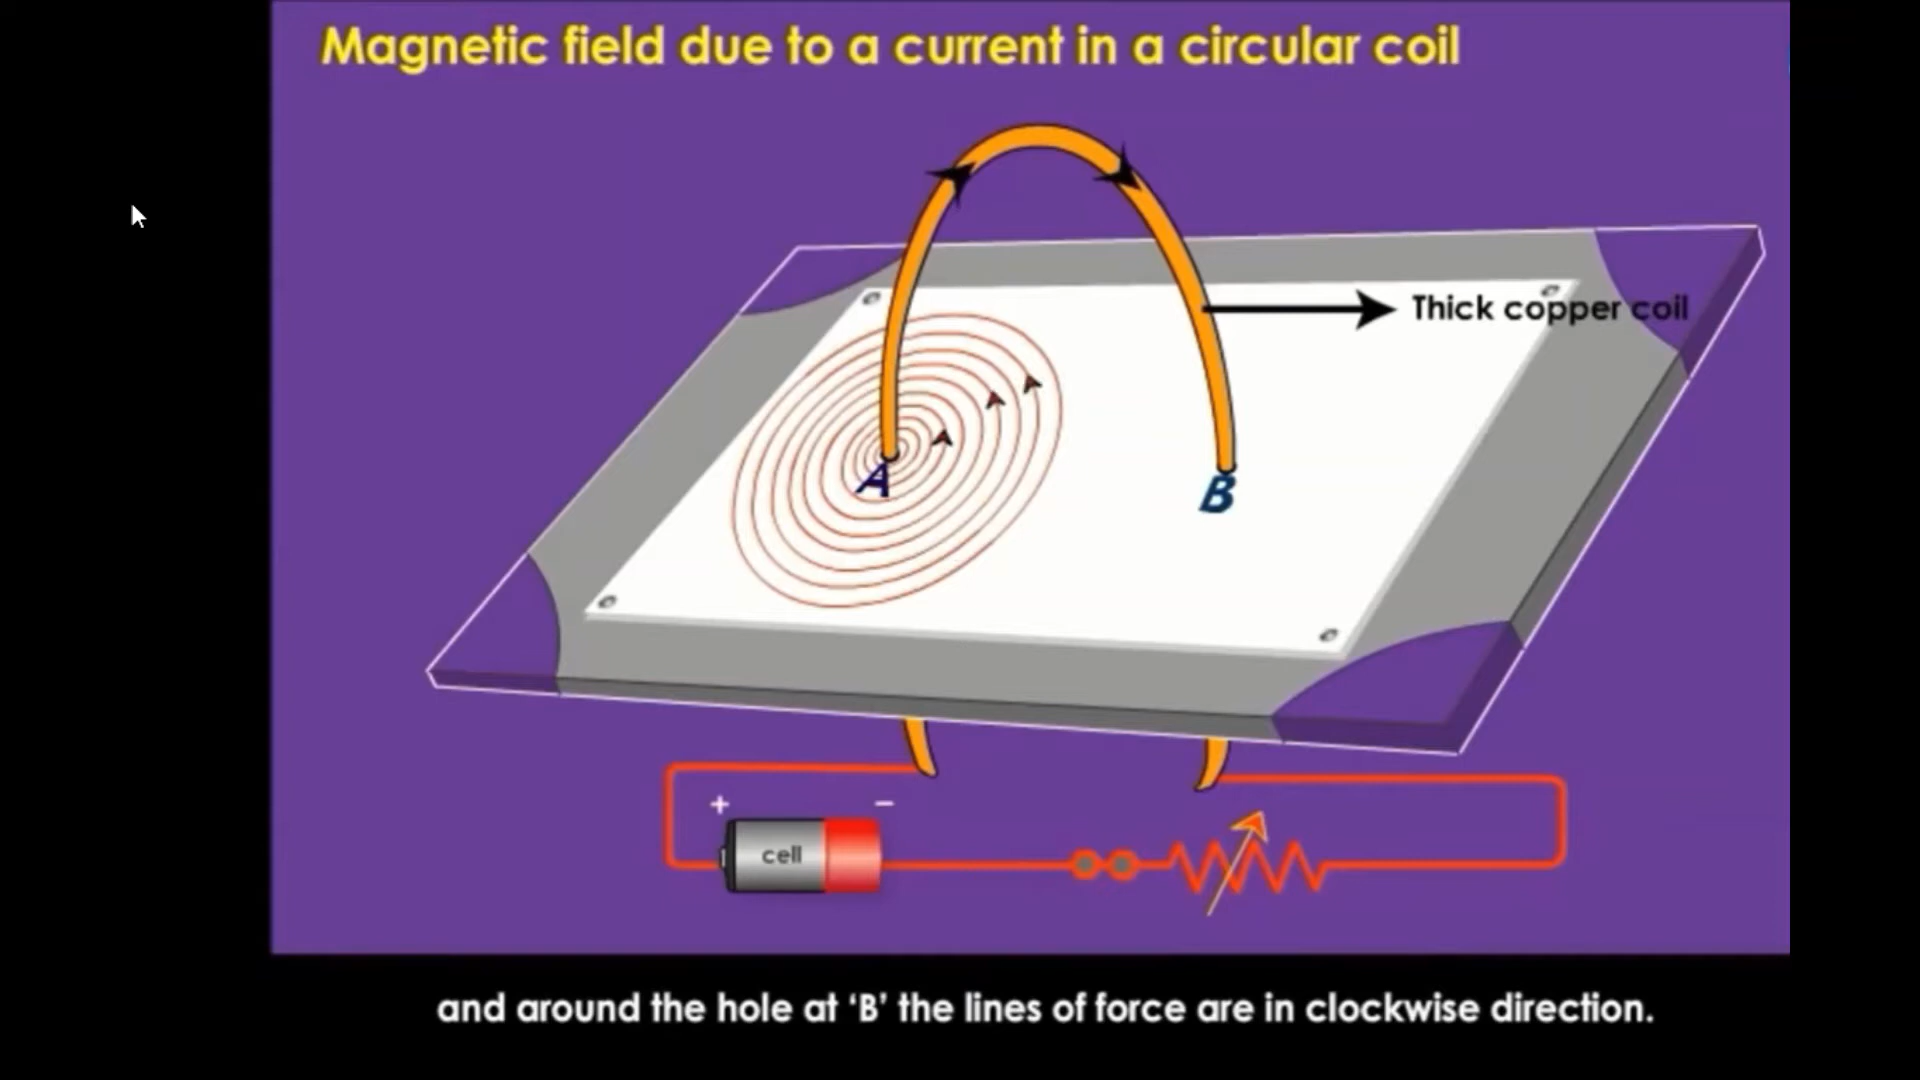 Magnetic field due to a current in a circular coil
Thick copper coil
A
B
+ −
cell
and around the hole at ‘B’ the lines of force are in clockwise direction.